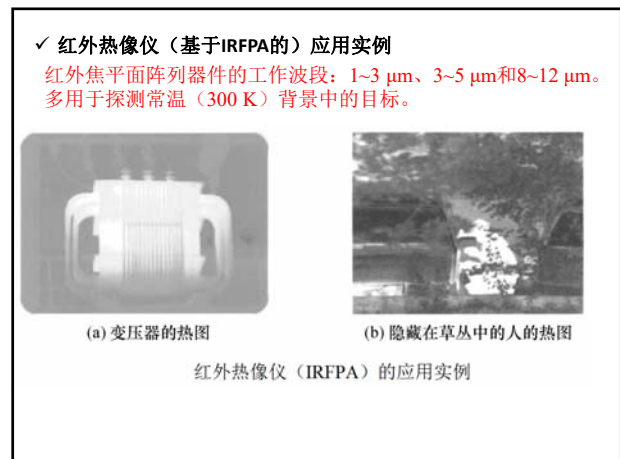 ✓ 红外热像仪（基于IRFPA的）应用实例
红外焦平面阵列器件的工作波段：1~3 μm、3~5 μm和8~12 μm。
多用于探测常温（300 K）背景中的目标。
(a) 变压器的热图
(b) 隐藏在草丛中的人的热图
红外热像仪（IRFPA）的应用实例